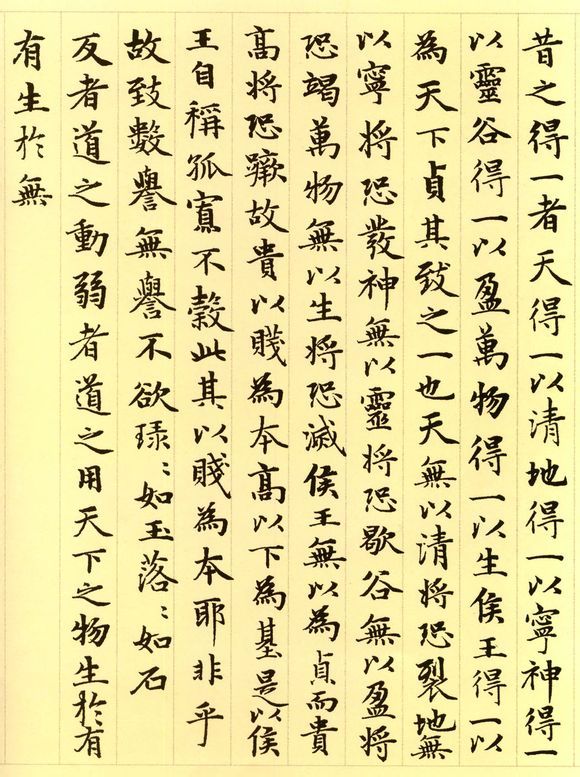 昔之得一者天得一以清地得一以寧神得一
以靈谷得一以盈萬物得一以生侯王得一以
為天下貞其致之一也天無以清將恐裂地無
以寧將恐發神無以靈將恐歇谷無以盈將
恐竭萬物無以生將恐滅侯王無以為貞而貴
高將恐蹶故貴以賤為本高以下為基是以侯
王自稱孤寡不穀此其以賤為本耶非乎
故致數譽無譽不欲琭〻如玉落〻如石
反者道之動弱者道之用天下之物生於有
有生於無